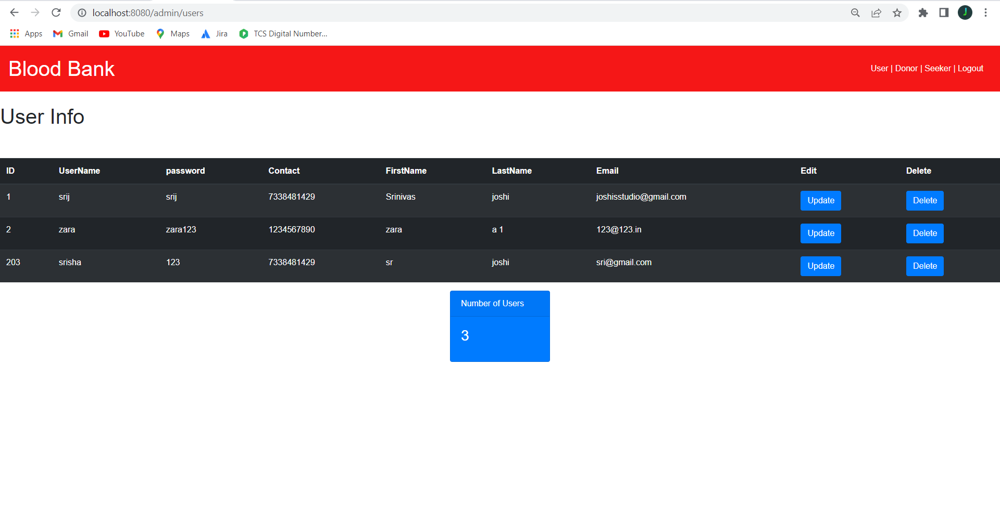 localhost:8080/admin/users
Apps Gmail YouTube Maps Jira TCS Digital Number...
Blood Bank
User | Donor | Seeker | Logout
User Info
ID UserName password Contact FirstName LastName Email Edit Delete
1 srij srij 7338481429 Srinivas joshi joshisstudio@gmail.com Update Delete
2 zara zara123 1234567890 zara a 1 123@123.in Update Delete
203 srisha 123 7338481429 sr joshi sri@gmail.com Update Delete
Number of Users
3